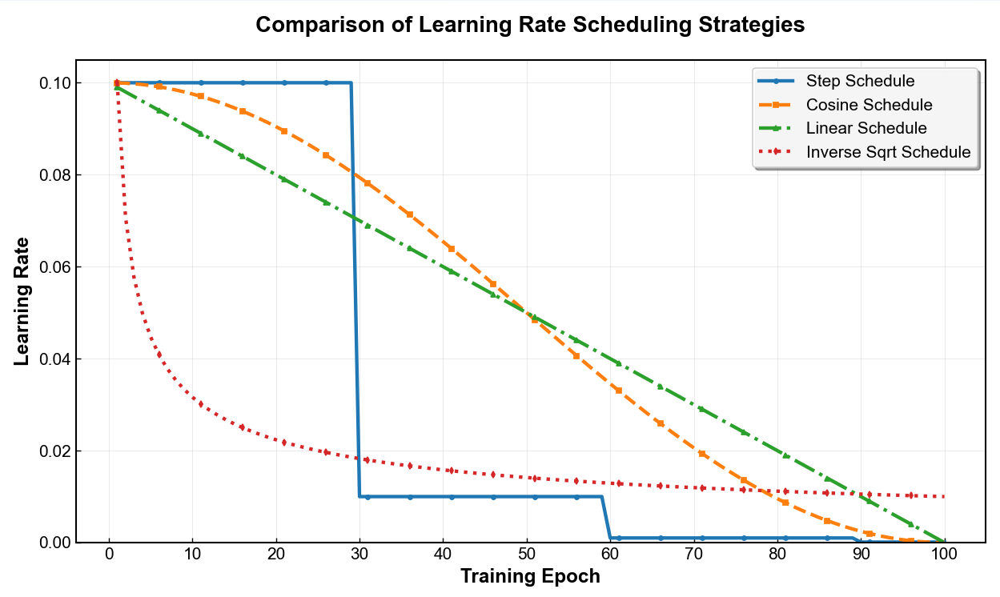 Comparison of Learning Rate Scheduling Strategies
Step Schedule
Cosine Schedule
Linear Schedule
Inverse Sqrt Schedule
Learning Rate
0.10
0.08
0.06
0.04
0.02
0.00
0 10 20 30 40 50 60 70 80 90 100
Training Epoch